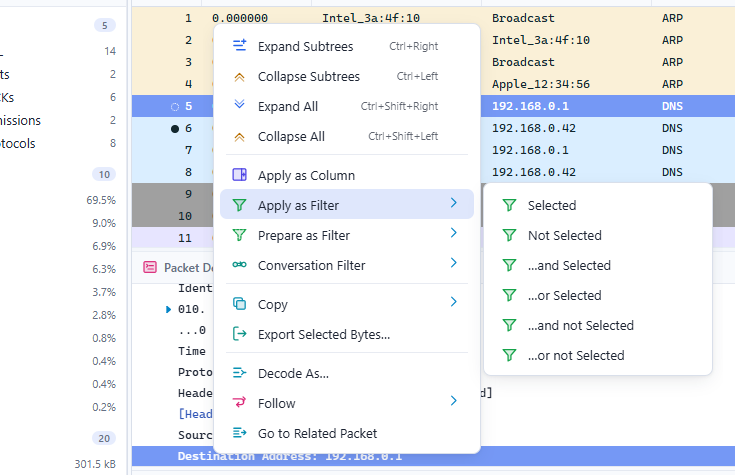 5
14
ts 2
Ks 6
missions 2
otocols 8
10
69.5%
9.0%
6.9%
6.3%
3.7%
2.8%
0.8%
0.4%
0.4%
0.2%
20
301.5 kB
1 0.000000 Intel_3a:4f:10 Broadcast ARP
2 Intel_3a:4f:10 ARP
3 Broadcast ARP
4 Apple_12:34:56 ARP
5 192.168.0.1 DNS
6 192.168.0.42 DNS
7 192.168.0.1 DNS
8 192.168.0.42 DNS
9
10
11
Expand Subtrees Ctrl+Right
Collapse Subtrees Ctrl+Left
Expand All Ctrl+Shift+Right
Collapse All Ctrl+Shift+Left
Apply as Column
Apply as Filter
Prepare as Filter
Conversation Filter
Copy
Export Selected Bytes...
Decode As...
Follow
Go to Related Packet
Selected
Not Selected
...and Selected
...or Selected
...and not Selected
...or not Selected
Packet De
Ident
010.
...0
Time
Proto
Heade d]
[Head
Sourc
Destination Address: 192.168.0.1